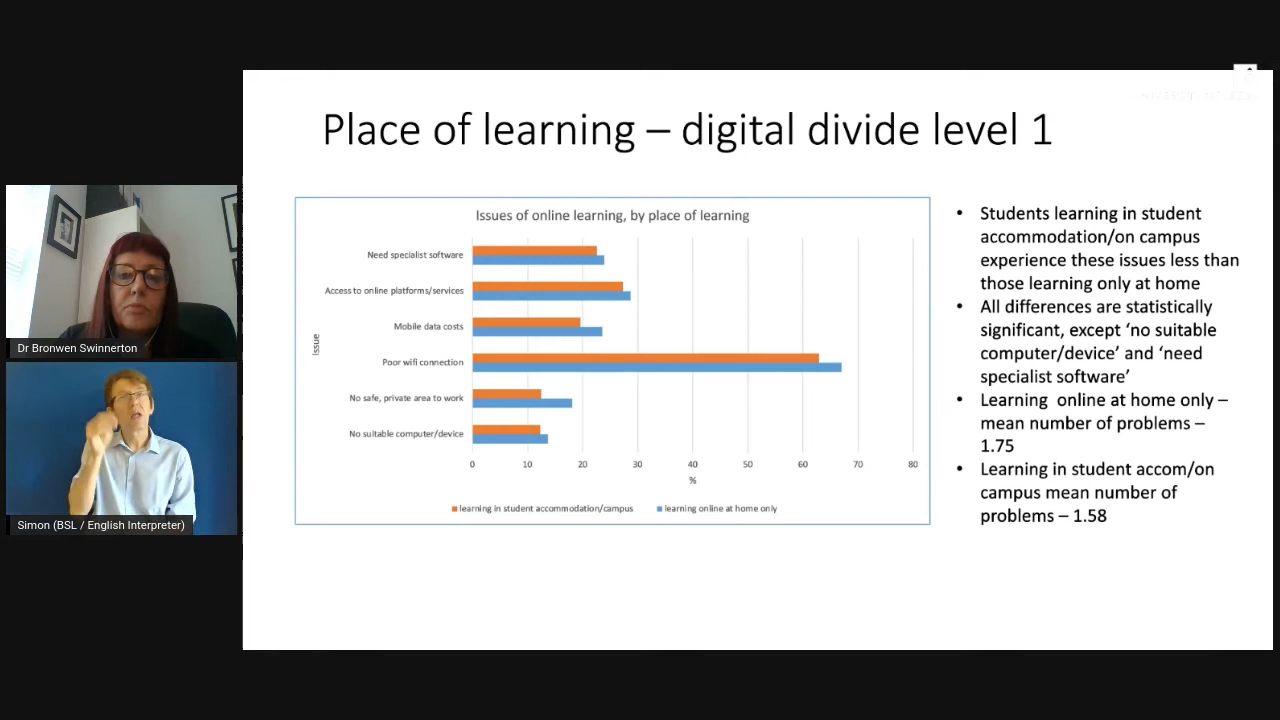 Place of learning – digital divide level 1
Issues of online learning, by place of learning
Need specialist software
Access to online platforms/services
Mobile data costs
Issue
Poor wifi connection
No safe, private area to work
No suitable computer/device
0 10 20 30 40 50 60 70 80
%
learning in student accommodation/campus learning online at home only
• Students learning in student
accommodation/on campus
experience these issues less than
those learning only at home
• All differences are statistically
significant, except ‘no suitable
computer/device’ and ‘need
specialist software’
• Learning online at home only –
mean number of problems –
1.75
• Learning in student accom/on
campus mean number of
problems – 1.58
Dr Bronwen Swinnerton
Simon (BSL / English Interpreter)